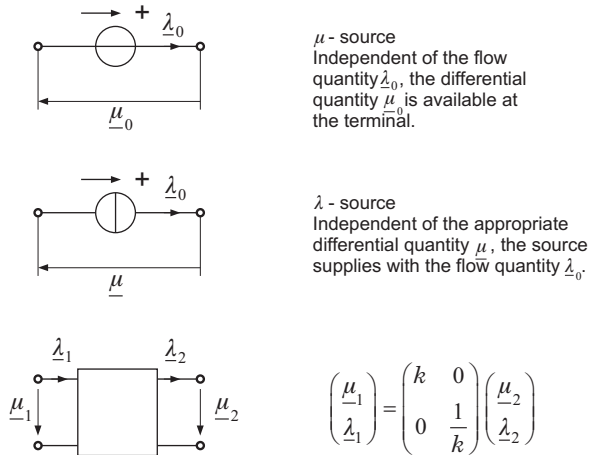 + λ₀
μ₀
μ - source
Independent of the flow
quantity λ₀, the differential
quantity μ₀ is available at
the terminal.
+ λ₀
μ
λ - source
Independent of the appropriate
differential quantity μ, the source
supplies with the flow quantity λ₀.
λ₁ λ₂
μ₁ μ₂
(μ₁ λ₁) = (k 0 0 1/k) (μ₂ λ₂)